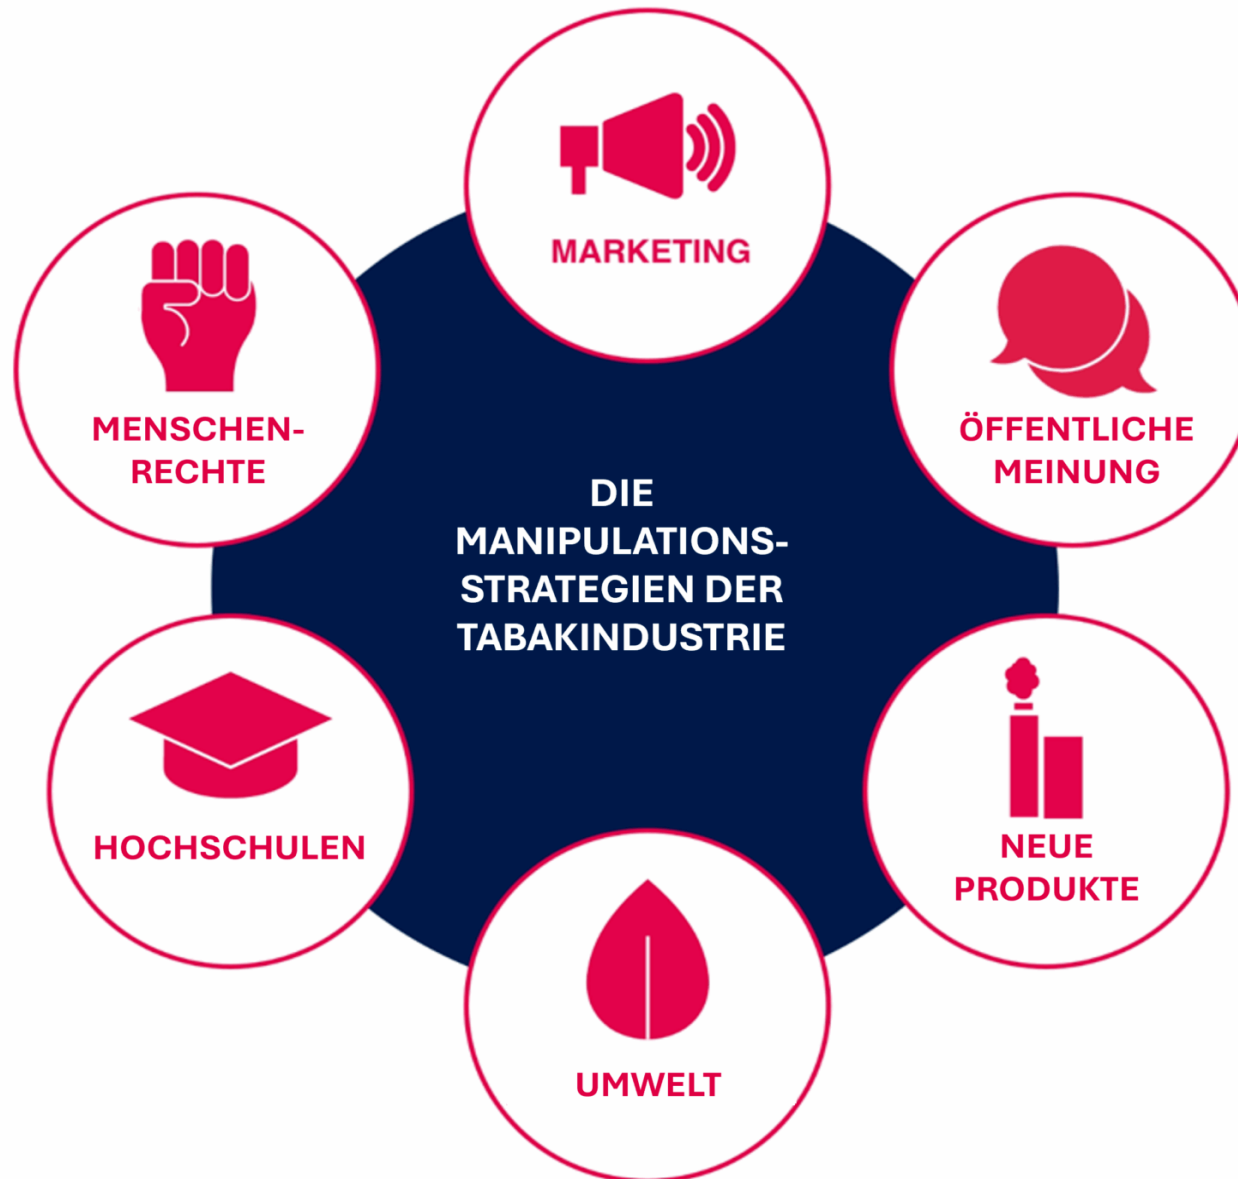 MARKETING
ÖFFENTLICHE
MEINUNG
NEUE
PRODUKTE
UMWELT
HOCHSCHULEN
MENSCHEN-
RECHTE
DIE
MANIPULATIONS-
STRATEGIEN DER
TABAKINDUSTRIE